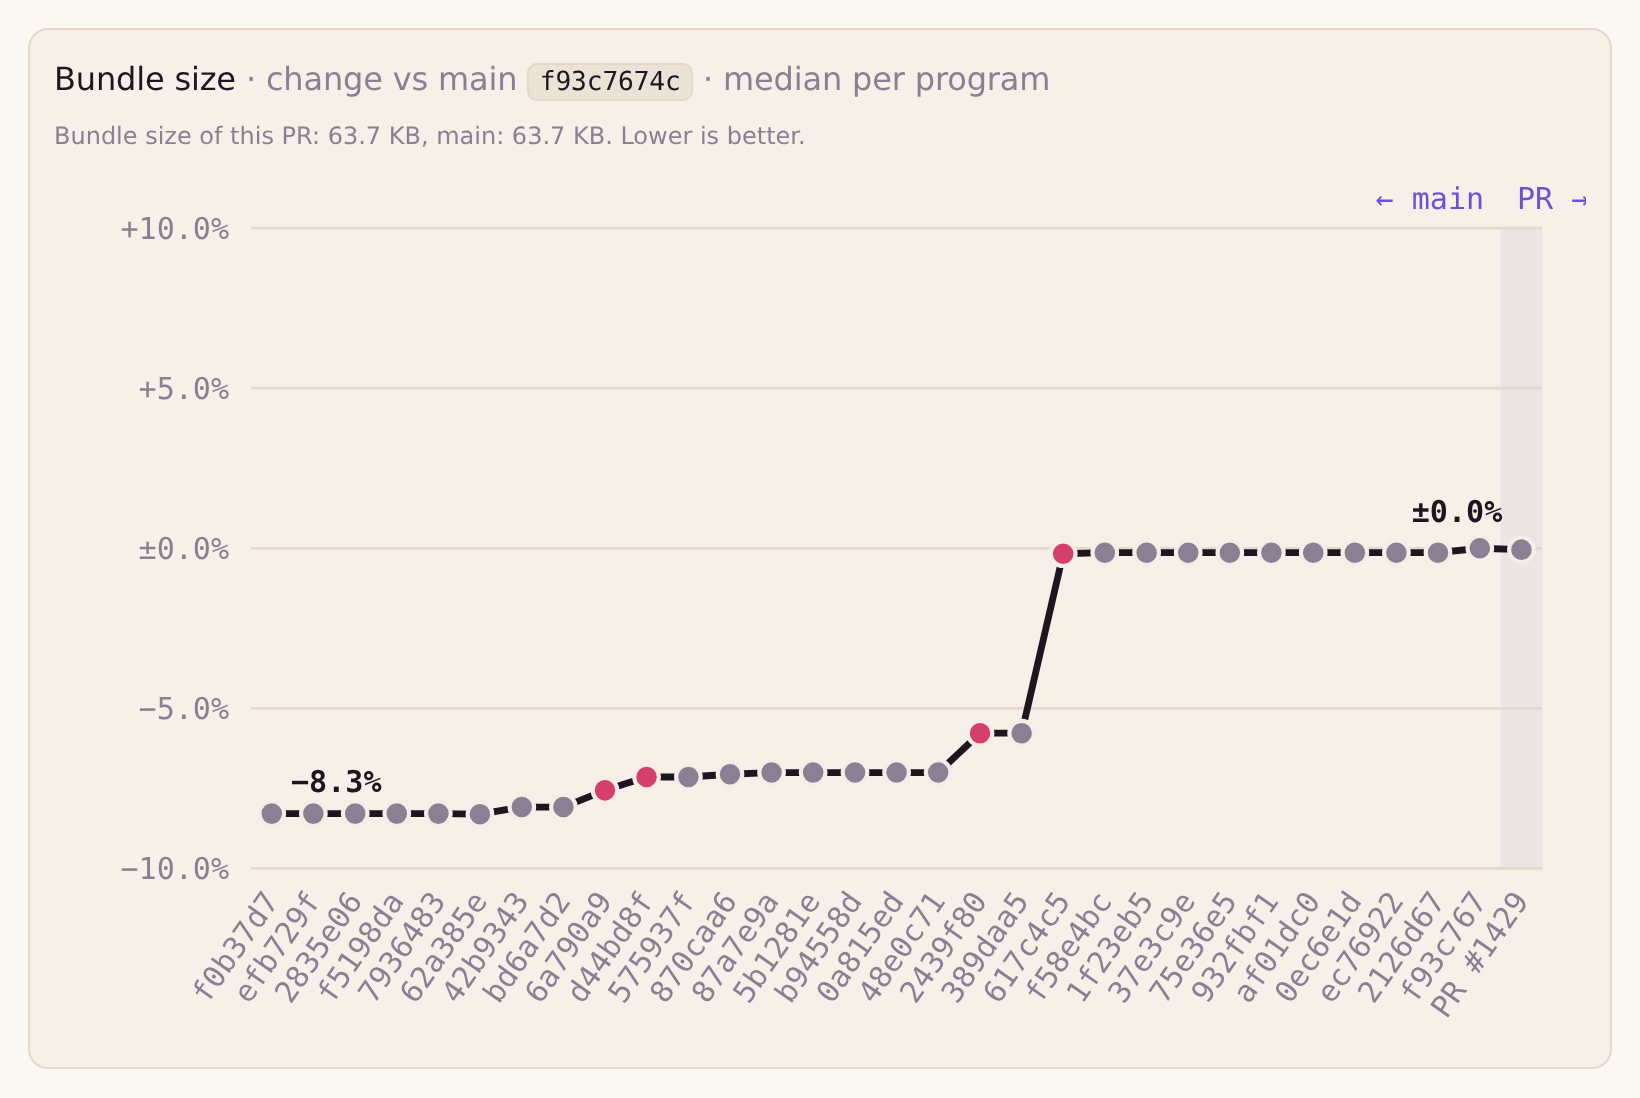 Bundle size · change vs main f93c7674c · median per program
Bundle size of this PR: 63.7 KB, main: 63.7 KB. Lower is better.
← main PR →
+10.0%
+5.0%
±0.0%
−5.0%
−10.0%
±0.0%
−8.3%
f0b37d7
efb729f
2835e06
f5198da
7936483
62a385e
42b9343
bd6a7d2
6a790a9
d44bd8f
575937f
870caa6
87a7e9a
5b1281e
b94558d
0a815ed
48e0c71
2439f80
389daa5
617c4c5
f58e4bc
1f23eb5
37e3c9e
75e36e5
932fbf1
af01dc0
0ec6e1d
ec76922
2126d67
f93c767
PR #1429